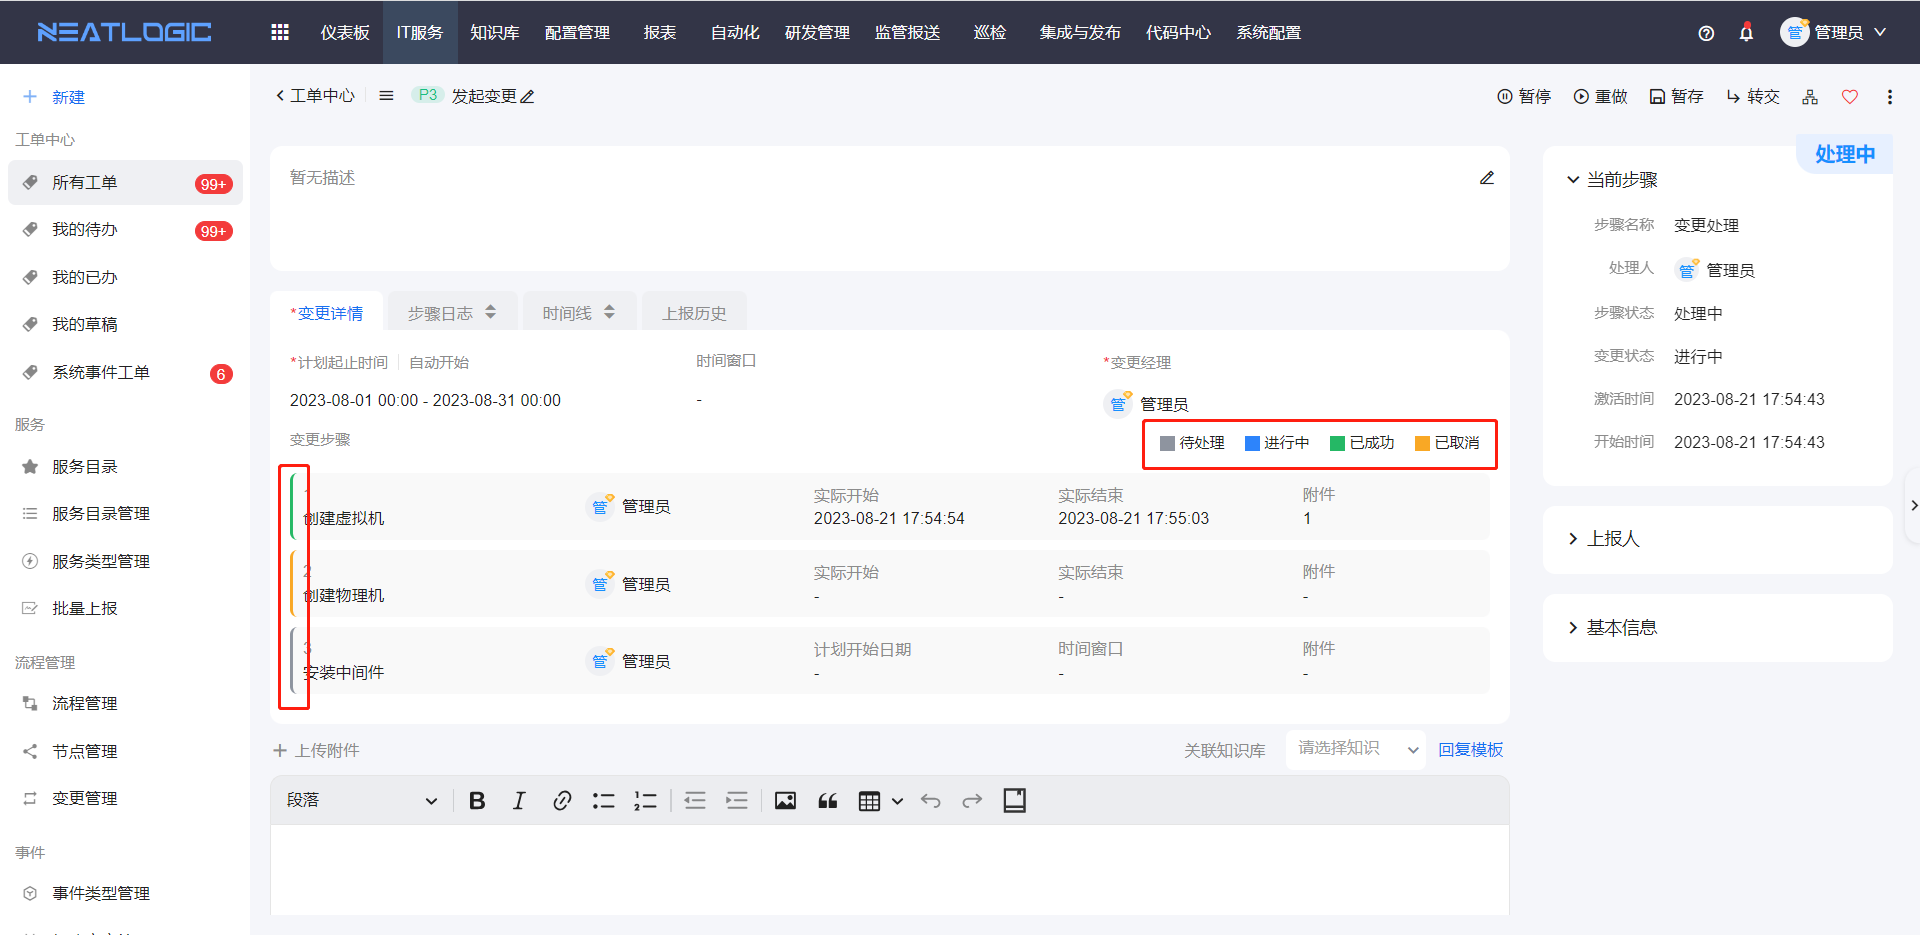 NEATLOGIC
仪表板
IT服务
知识库
配置管理
报表
自动化
研发管理
监管报送
巡检
集成与发布
代码中心
系统配置
管
管理员
新建
工单中心
所有工单
99+
我的待办
99+
我的已办
我的草稿
系统事件工单
6
服务
服务目录
服务目录管理
服务类型管理
批量上报
流程管理
流程管理
节点管理
变更管理
事件
事件类型管理
工单中心
P3
发起变更
暂停
重做
暂存
转交
暂无描述
*变更详情
步骤日志
时间线
上报历史
*计划起止时间
自动开始
时间窗口
*变更经理
2023-08-01 00:00 - 2023-08-31 00:00
-
管
管理员
变更步骤
待处理
进行中
已成功
已取消
1
创建虚拟机
管
管理员
实际开始
2023-08-21 17:54:54
实际结束
2023-08-21 17:55:03
附件
1
2
创建物理机
管
管理员
实际开始
-
实际结束
-
附件
-
3
安装中间件
管
管理员
计划开始日期
-
时间窗口
-
附件
-
上传附件
关联知识库
请选择知识
回复模板
段落
处理中
当前步骤
步骤名称
变更处理
处理人
管
管理员
步骤状态
处理中
变更状态
进行中
激活时间
2023-08-21 17:54:43
开始时间
2023-08-21 17:54:43
上报人
基本信息